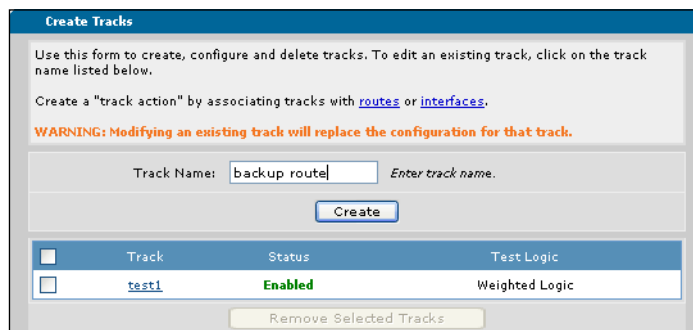 Create Tracks
Use this form to create, configure and delete tracks. To edit an existing track, click on the track
name listed below.
Create a "track action" by associating tracks with routes or interfaces.
WARNING: Modifying an existing track will replace the configuration for that track.
Track Name: backup route Enter track name.
Create
Track Status Test Logic
test1 Enabled Weighted Logic
Remove Selected Tracks